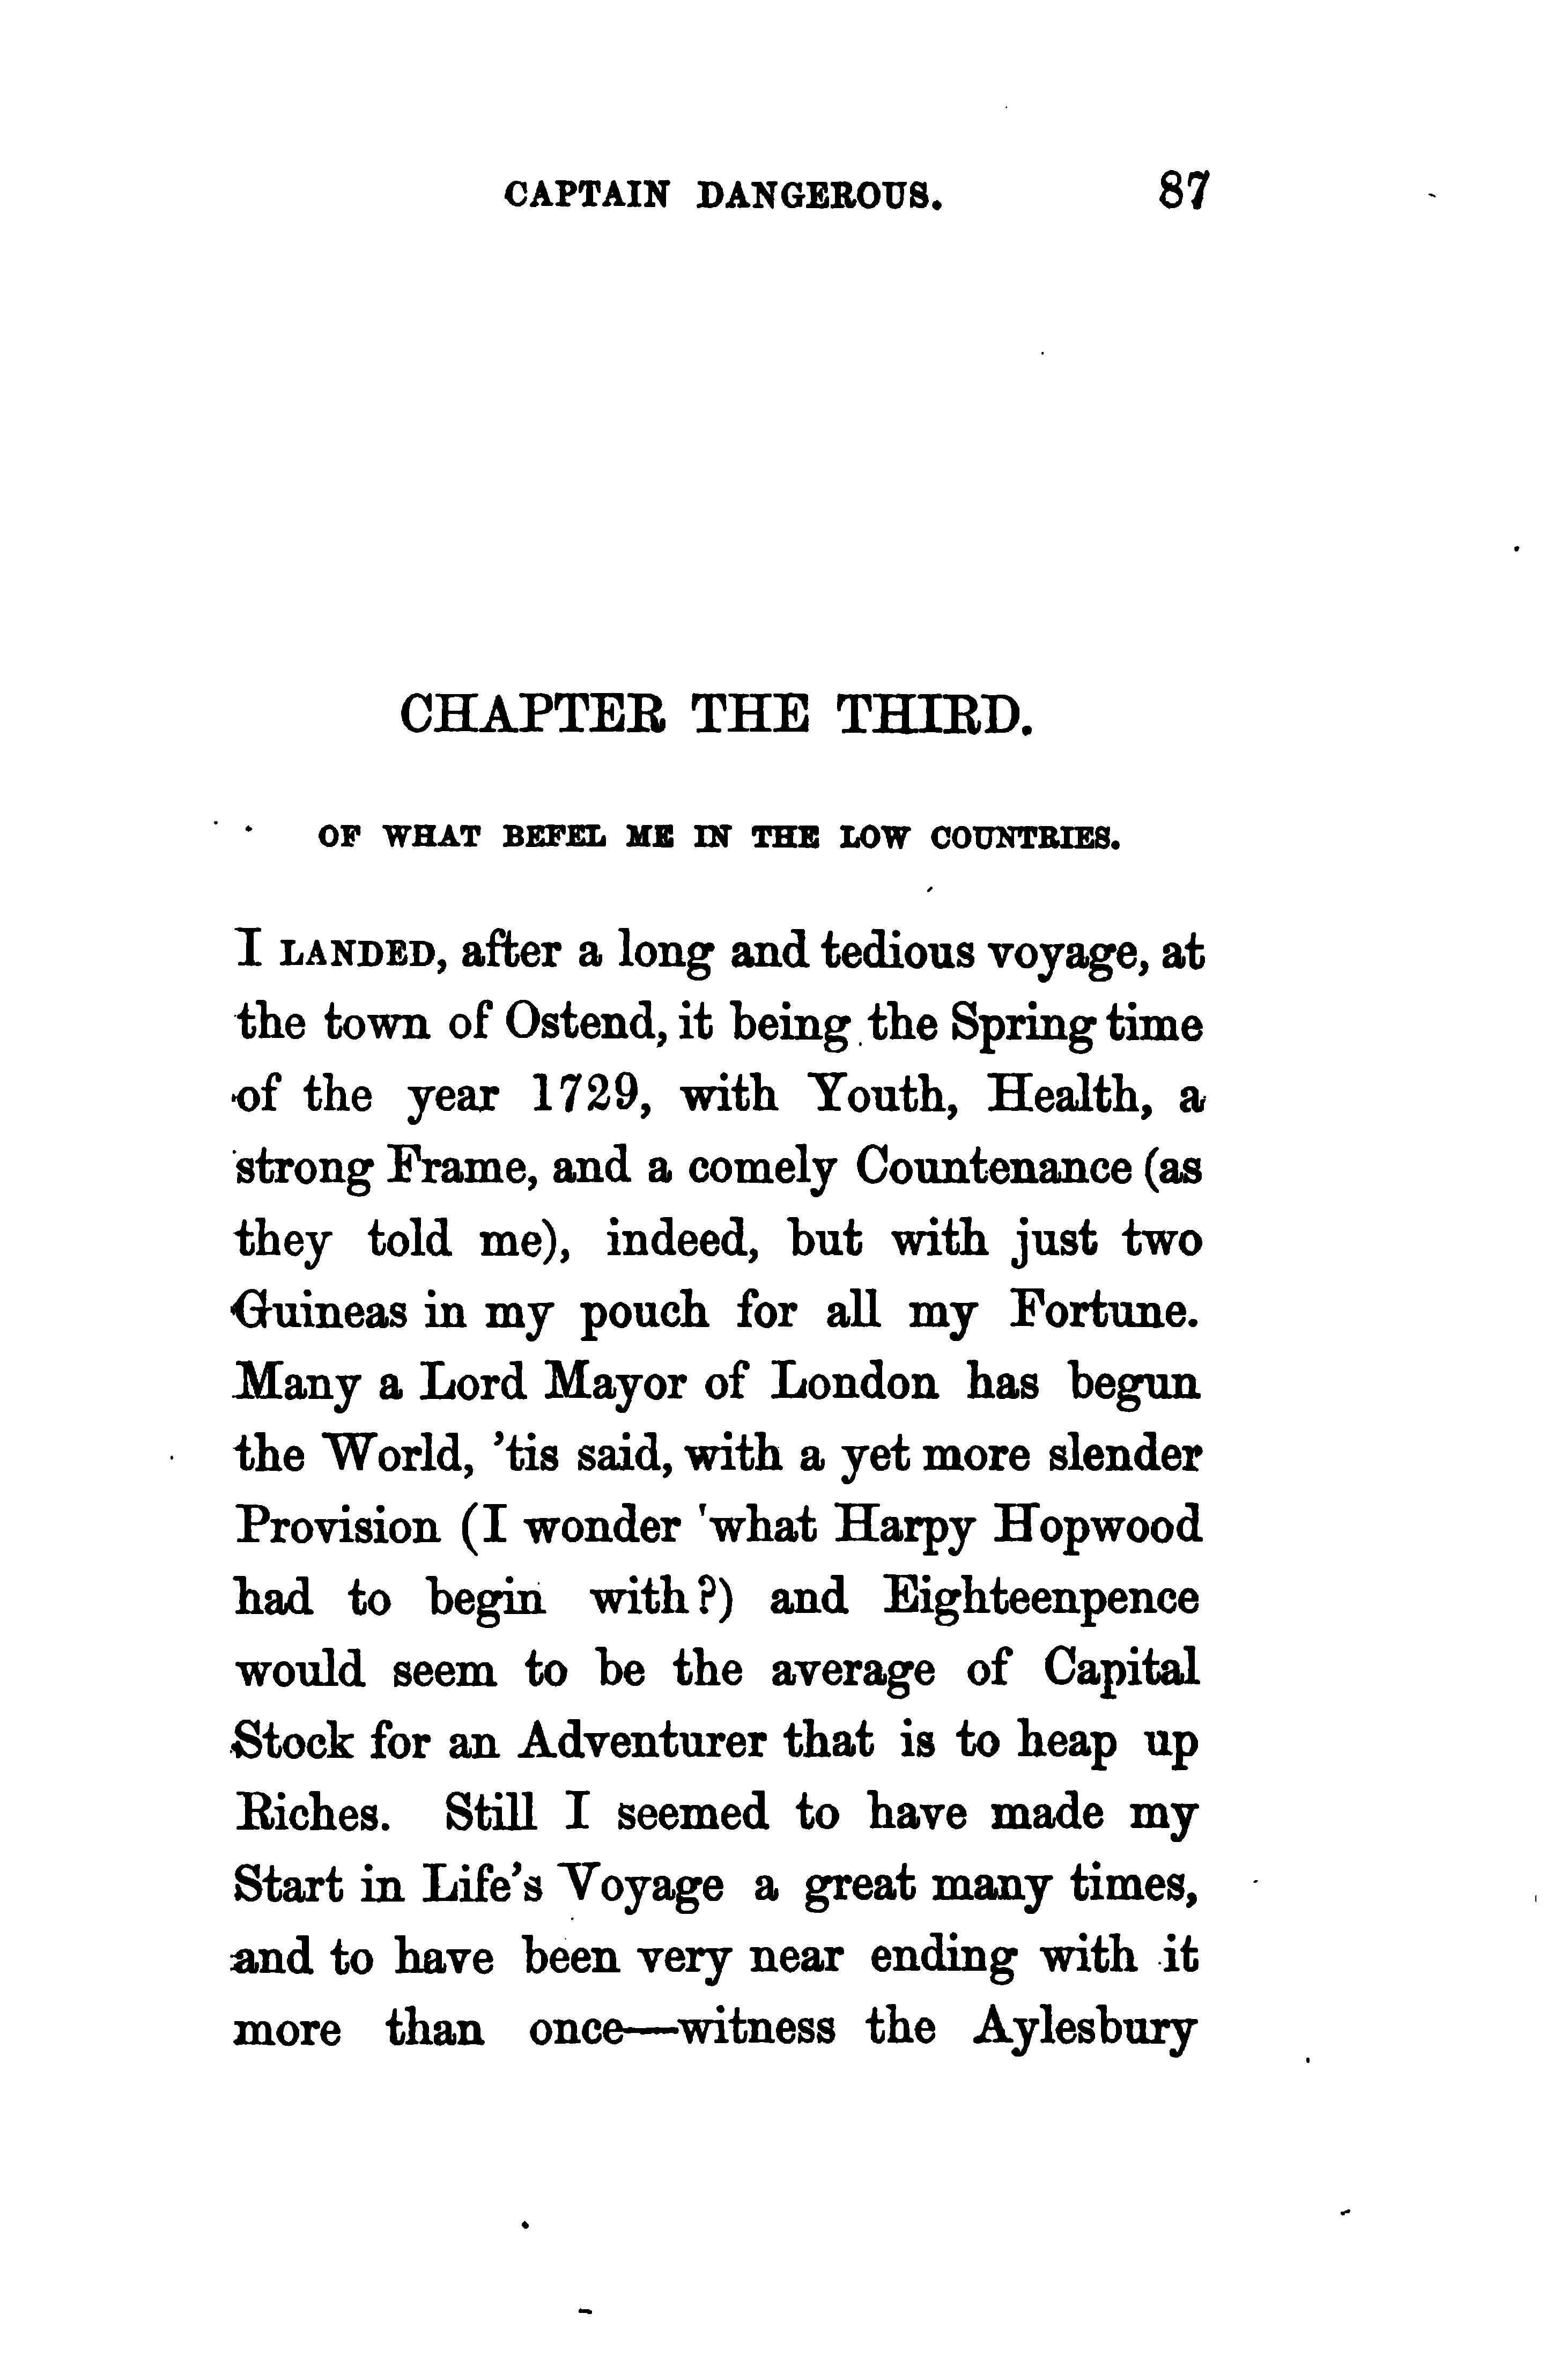 CAPTAIN DANGEROUS. 87
CHAPTER THE THIRD.
OF WHAT BEFEL ME IN THE LOW COUNTRIES.
I LANDED, after a long and tedious voyage, at
the town of Ostend, it being the Spring time
of the year 1729, with Youth, Health, a
strong Frame, and a comely Countenance (as
they told me), indeed, but with just two
Guineas in my pouch for all my Fortune.
Many a Lord Mayor of London has begun
the World, ’tis said, with a yet more slender
Provision (I wonder what Harpy Hopwood
had to begin with?) and Eighteenpence
would seem to be the average of Capital
Stock for an Adventurer that is to heap up
Riches. Still I seemed to have made my
Start in Life’s Voyage a great many times,
and to have been very near ending with it
more than once—witness the Aylesbury